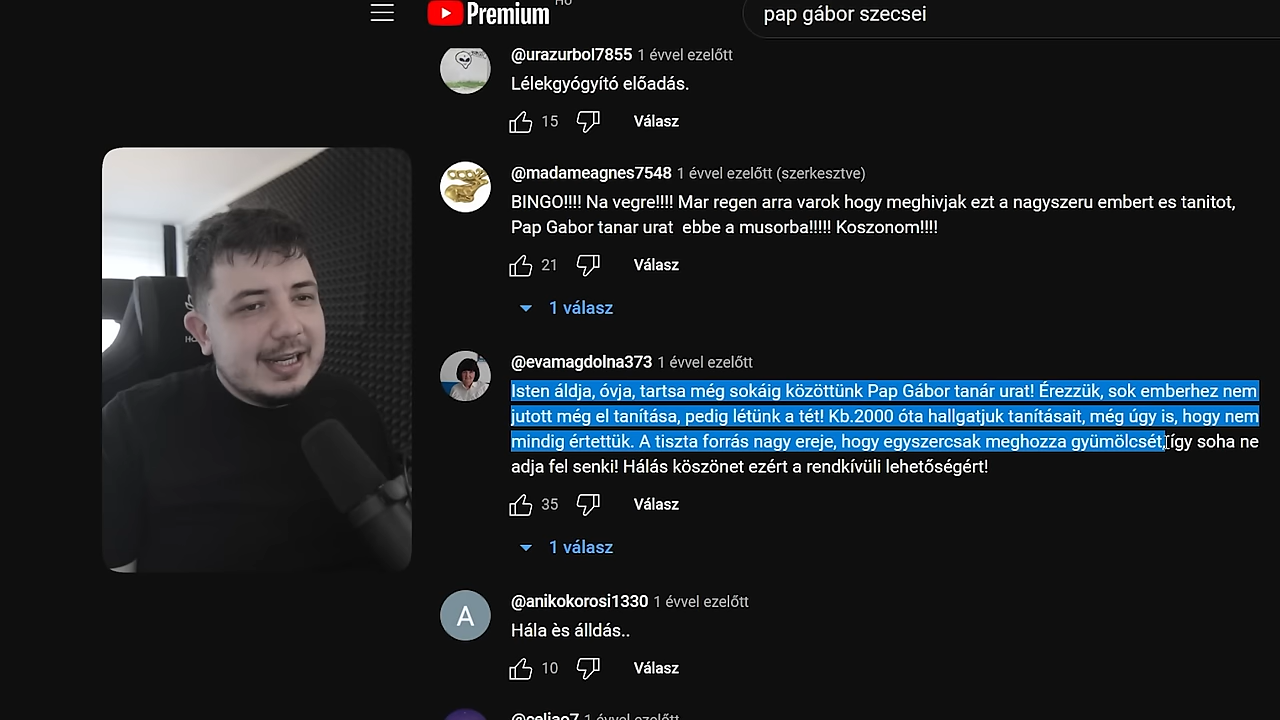 Premium HU
pap gábor szecsei
@urazurbol7855 1 évvel ezelőtt
Lélekgyógyító előadás.
15 Válasz
@madameagnes7548 1 évvel ezelőtt (szerkesztve)
BINGO!!!! Na vegre!!!! Mar regen arra varok hogy meghivjak ezt a nagyszeru embert es tanitot,
Pap Gabor tanar urat ebbe a musorba!!!!! Koszonom!!!!
21 Válasz
1 válasz
@evamagdolna373 1 évvel ezelőtt
Isten áldja, óvja, tartsa még sokáig közöttünk Pap Gábor tanár urat! Érezzük, sok emberhez nem
jutott még el tanítása, pedig létünk a tét! Kb.2000 óta hallgatjuk tanításait, még úgy is, hogy nem
mindig értettük. A tiszta forrás nagy ereje, hogy egyszercsak meghozza gyümölcsét, így soha ne
adja fel senki! Hálás köszönet ezért a rendkívüli lehetőségért!
35 Válasz
1 válasz
A
@anikokorosi1330 1 évvel ezelőtt
Hála ès álldás..
10 Válasz
@celiao7 1 évvel ezelőtt